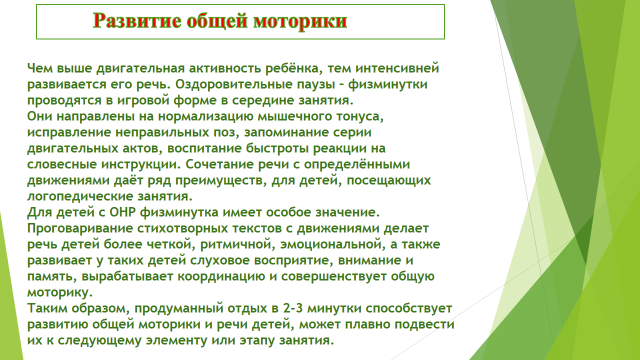 Развитие общей моторики
Чем выше двигательная активность ребёнка, тем интенсивней
развивается его речь. Оздоровительные паузы – физминутки
проводятся в игровой форме в середине занятия.
Они направлены на нормализацию мышечного тонуса,
исправление неправильных поз, запоминание серии
двигательных актов, воспитание быстроты реакции на
словесные инструкции. Сочетание речи с определёнными
движениями даёт ряд преимуществ, для детей, посещающих
логопедические занятия.
Для детей с ОНР физминутка имеет особое значение.
Проговаривание стихотворных текстов с движениями делает
речь детей более четкой, ритмичной, эмоциональной, а также
развивает у таких детей слуховое восприятие, внимание и
память, вырабатывает координацию и совершенствует общую
моторику.
Таким образом, продуманный отдых в 2-3 минутки способствует
развитию общей моторики и речи детей, может плавно подвести
их к следующему элементу или этапу занятия.